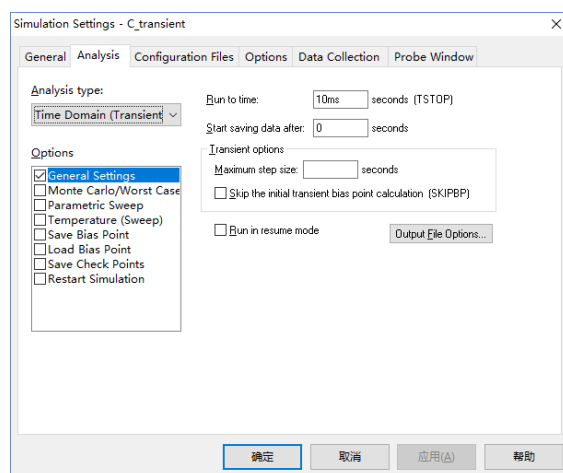 Simulation Settings - C_transient
General Analysis Configuration Files Options Data Collection Probe Window
Analysis type:
Time Domain (Transient
Options
General Settings
Monte Carlo/Worst Case
Parametric Sweep
Temperature (Sweep)
Save Bias Point
Load Bias Point
Save Check Points
Restart Simulation
Run to time: 10ms seconds (TSTOP)
Start saving data after: 0 seconds
Transient options
Maximum step size: seconds
Skip the initial transient bias point calculation (SKIPBP)
Run in resume mode Output File Options...
确定 取消 应用(A) 帮助